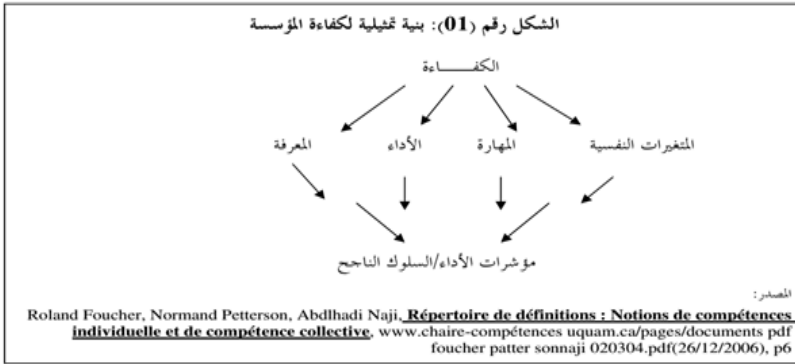 الشكل رقم (01): بنية تمثيلية لكفاءة المؤسسة
الكفــــــاءة
المتغيرات النفسية المهارة الأداء المعرفة
مؤشرات الأداء/السلوك الناجح
المصدر:
Roland Foucher, Normand Petterson, Abdlhadi Naji, Répertoire de définitions : Notions de compétences
individuelle et de compétence collective, www.chaire-compétences uquam.ca/pages/documents pdf
foucher patter sonnaji 020304.pdf(26/12/2006), p6